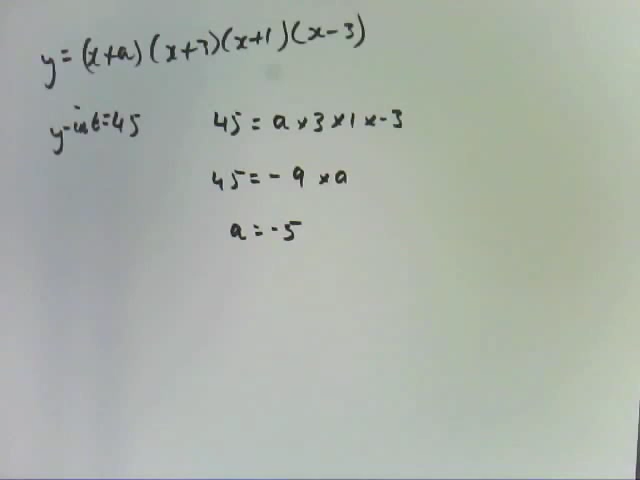 y = (x+a)(x+3)(x+1)(x-3)
y-int=45
45 = a × 3 × 1 × -3
45 = - 9 × a
a = -5